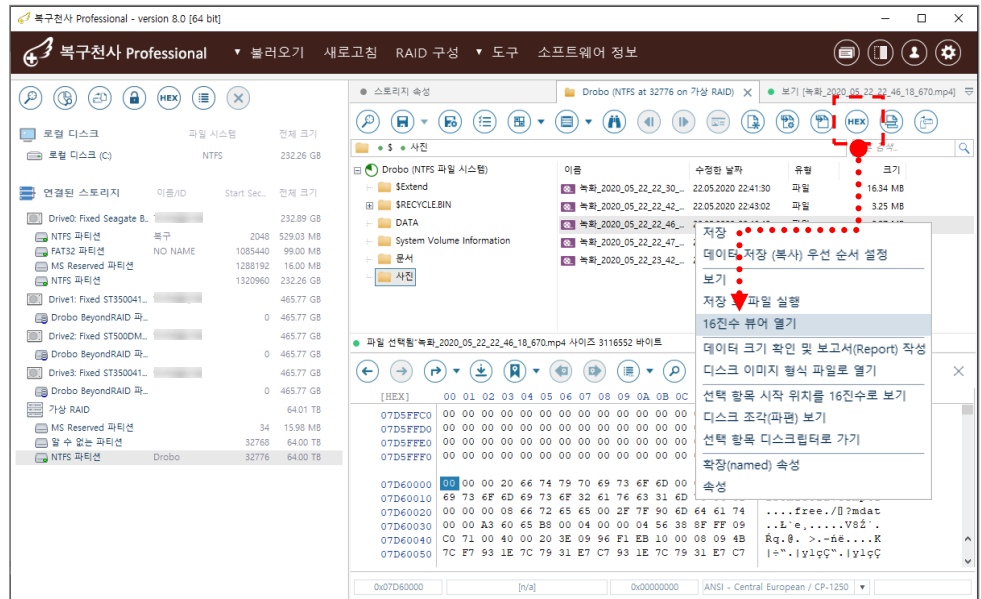 복구천사 Professional - version 8.0 [64 bit]
복구천사 Professional ▼ 불러오기 새로고침 RAID 구성 ▼ 도구 소프트웨어 정보
HEX
로컬 디스크 파일 시스템 전체 크기
로컬 디스크 (C:) NTFS 232.26 GB
연결된 스토리지 이름/ID Start Sec... 전체 크기
Drive0: Fixed Seagate B... 232.89 GB
NTFS 파티션 복구 2048 529.03 MB
FAT32 파티션 NO NAME 1085440 99.00 MB
MS Reserved 파티션 1288192 16.00 MB
NTFS 파티션 1320960 232.26 GB
Drive1: Fixed ST350041... 465.77 GB
Drobo BeyondRAID 파... 0 465.77 GB
Drive2: Fixed ST500DM... 465.77 GB
Drobo BeyondRAID 파... 0 465.77 GB
Drive3: Fixed ST350041... 465.77 GB
Drobo BeyondRAID 파... 0 465.77 GB
가상 RAID 64.01 TB
MS Reserved 파티션 34 15.98 MB
알 수 없는 파티션 32768 64.00 TB
NTFS 파티션 Drobo 32776 64.00 TB
스토리지 속성 Drobo (NTFS at 32776 on 가상 RAID) 보기 [녹화_2020_05_22_22_46_18_670.mp4]
HEX
$ 사진 검색...
Drobo (NTFS 파일 시스템)
$Extend
$RECYCLE.BIN
DATA
System Volume Information
문서
사진
이름 수정한 날짜 유형 크기
녹화_2020_05_22_22_30_... 22.05.2020 22:41:30 파일 16.34 MB
녹화_2020_05_22_22_42_... 22.05.2020 22:43:02 파일 3.25 MB
녹화_2020_05_22_22_46_...
녹화_2020_05_22_22_47_...
녹화_2020_05_22_23_42_...
저장
데이터 저장 (복사) 우선 순서 설정
보기
저장 파일 실행
16진수 뷰어 열기
데이터 크기 확인 및 보고서(Report) 작성
디스크 이미지 형식 파일로 열기
선택 항목 시작 위치를 16진수로 보기
디스크 조각(파편) 보기
선택 항목 디스크립터로 가기
확장(named) 속성
속성
파일 선택됨"녹화_2020_05_22_22_46_18_670.mp4 사이즈 3116552 바이트
[HEX] 00 01 02 03 04 05 06 07 08 09 0A 0B 0C
07D5FFC0 00 00 00 00 00 00 00 00 00 00 00 00 00
07D5FFD0 00 00 00 00 00 00 00 00 00 00 00 00 00
07D5FFE0 00 00 00 00 00 00 00 00 00 00 00 00 00
07D5FFF0 00 00 00 00 00 00 00 00 00 00 00 00 00
07D60000 00 00 00 20 66 74 79 70 69 73 6F 6D 00
07D60010 69 73 6F 6D 69 73 6F 32 61 76 63 31 6D
07D60020 00 00 00 08 66 72 65 65 00 2F 7F 90 6D 64 61 74 ....free./[]?mdat
07D60030 00 00 A3 60 65 B8 00 04 00 00 04 56 38 8F FF 09 ..Ł`e¸.....V8Ź˙.
07D60040 C0 71 00 40 00 20 3E 09 96 F1 EB 10 00 08 09 4B Ŕq.@. >.–ńë....K
07D60050 7C F7 93 1E 7C 79 31 E7 C7 93 1E 7C 79 31 E7 C7 |÷“.|y1çÇ“.|y1çÇ
0x07D60000 [n/a] 0x00000000 ANSI - Central European / CP-1250